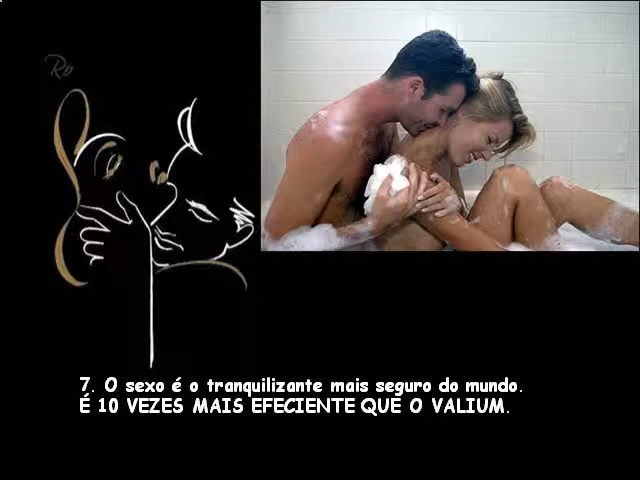 Ro
7. O sexo é o tranquilizante mais seguro do mundo.
É 10 VEZES MAIS EFECIENTE QUE O VALIUM.